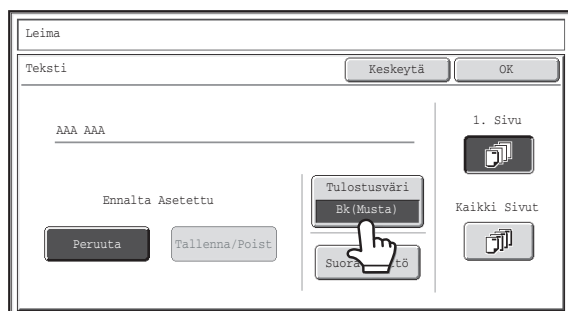 Leima
Teksti
Keskeytä
OK
AAA AAA
1. Sivu
Ennalta Asetettu
Tulostusväri
Bk(Musta)
Kaikki Sivut
Peruuta
Tallenna/Poist